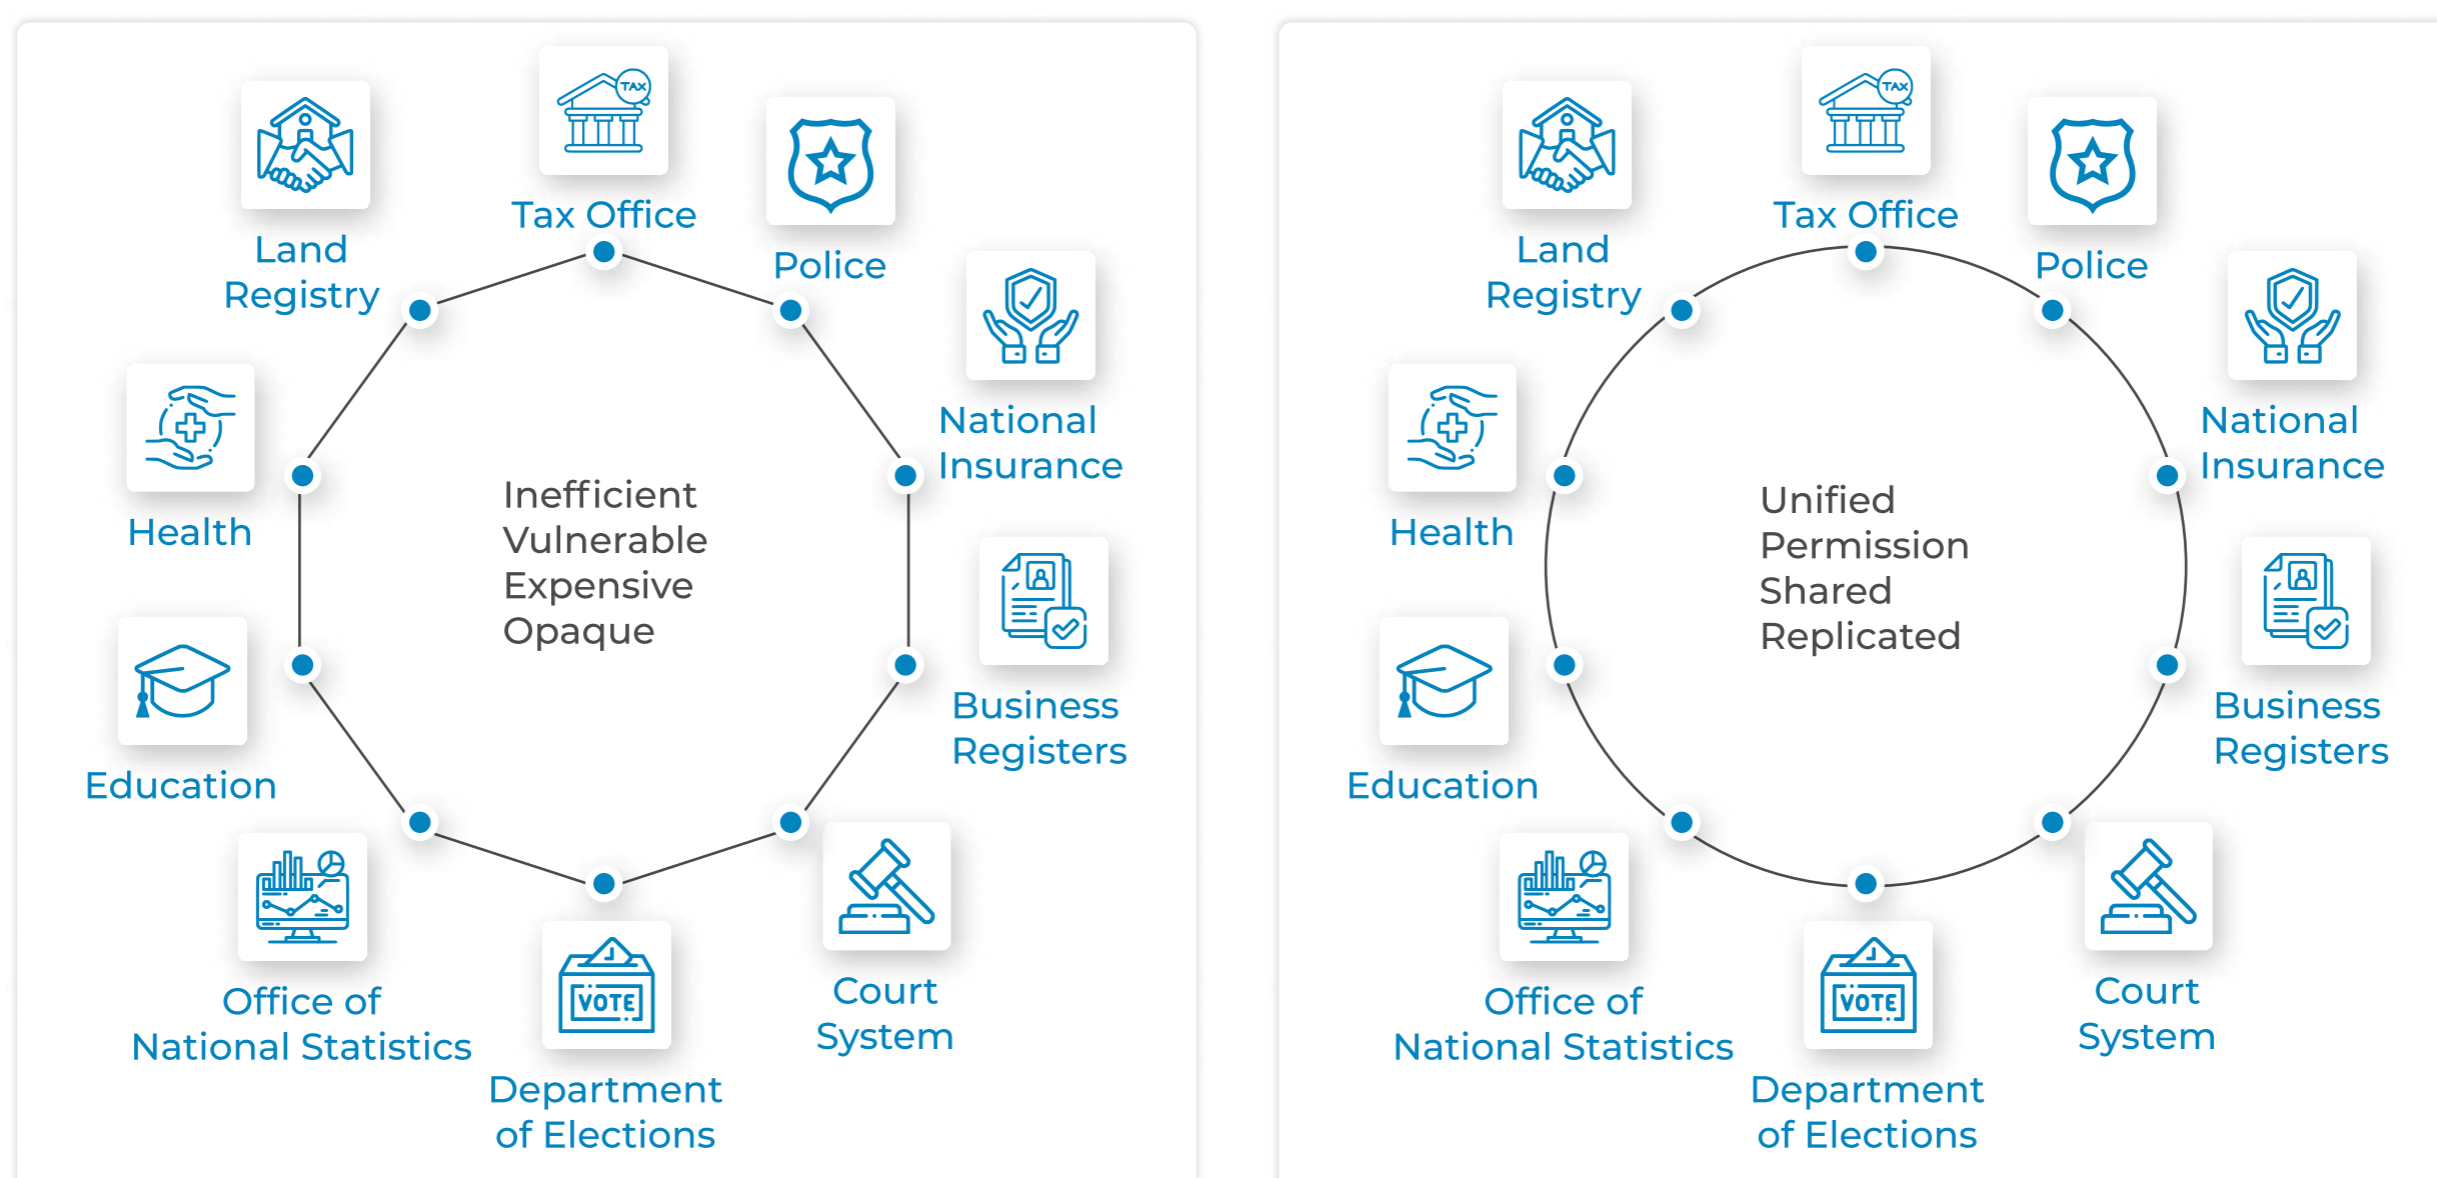 TAX
Tax Office
Land
Registry
Police
National
Insurance
Health
Inefficient
Vulnerable
Expensive
Opaque
Business
Registers
Education
Court
System
Office of
National Statistics
VOTE
Department
of Elections
TAX
Tax Office
Land
Registry
Police
National
Insurance
Health
Unified
Permission
Shared
Replicated
Business
Registers
Education
Court
System
Office of
National Statistics
VOTE
Department
of Elections